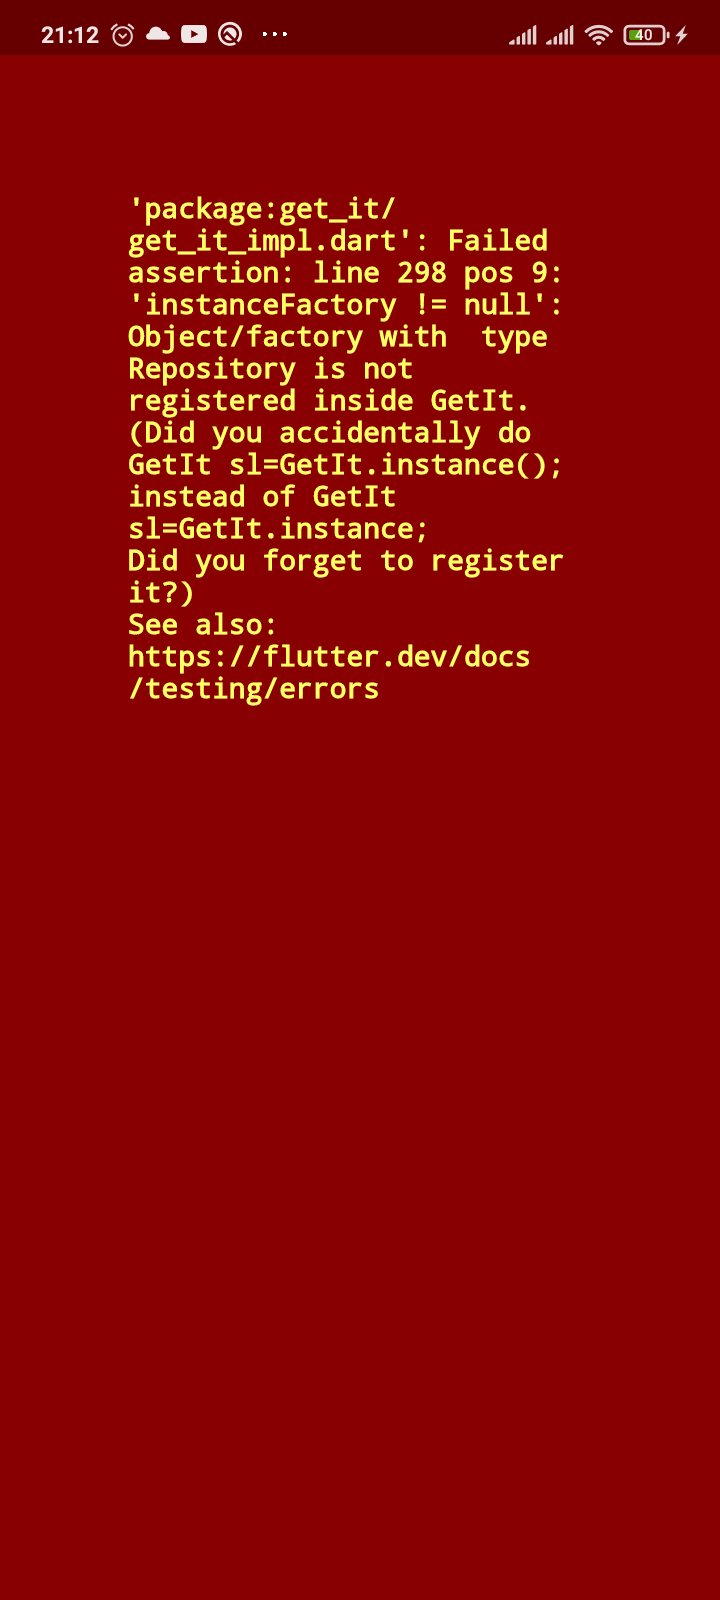 21:12
40
'package:get_it/
get_it_impl.dart': Failed
assertion: line 298 pos 9:
'instanceFactory != null':
Object/factory with  type
Repository is not
registered inside GetIt.
(Did you accidentally do
GetIt sl=GetIt.instance();
instead of GetIt
sl=GetIt.instance;
Did you forget to register
it?)
See also:
https://flutter.dev/docs
/testing/errors